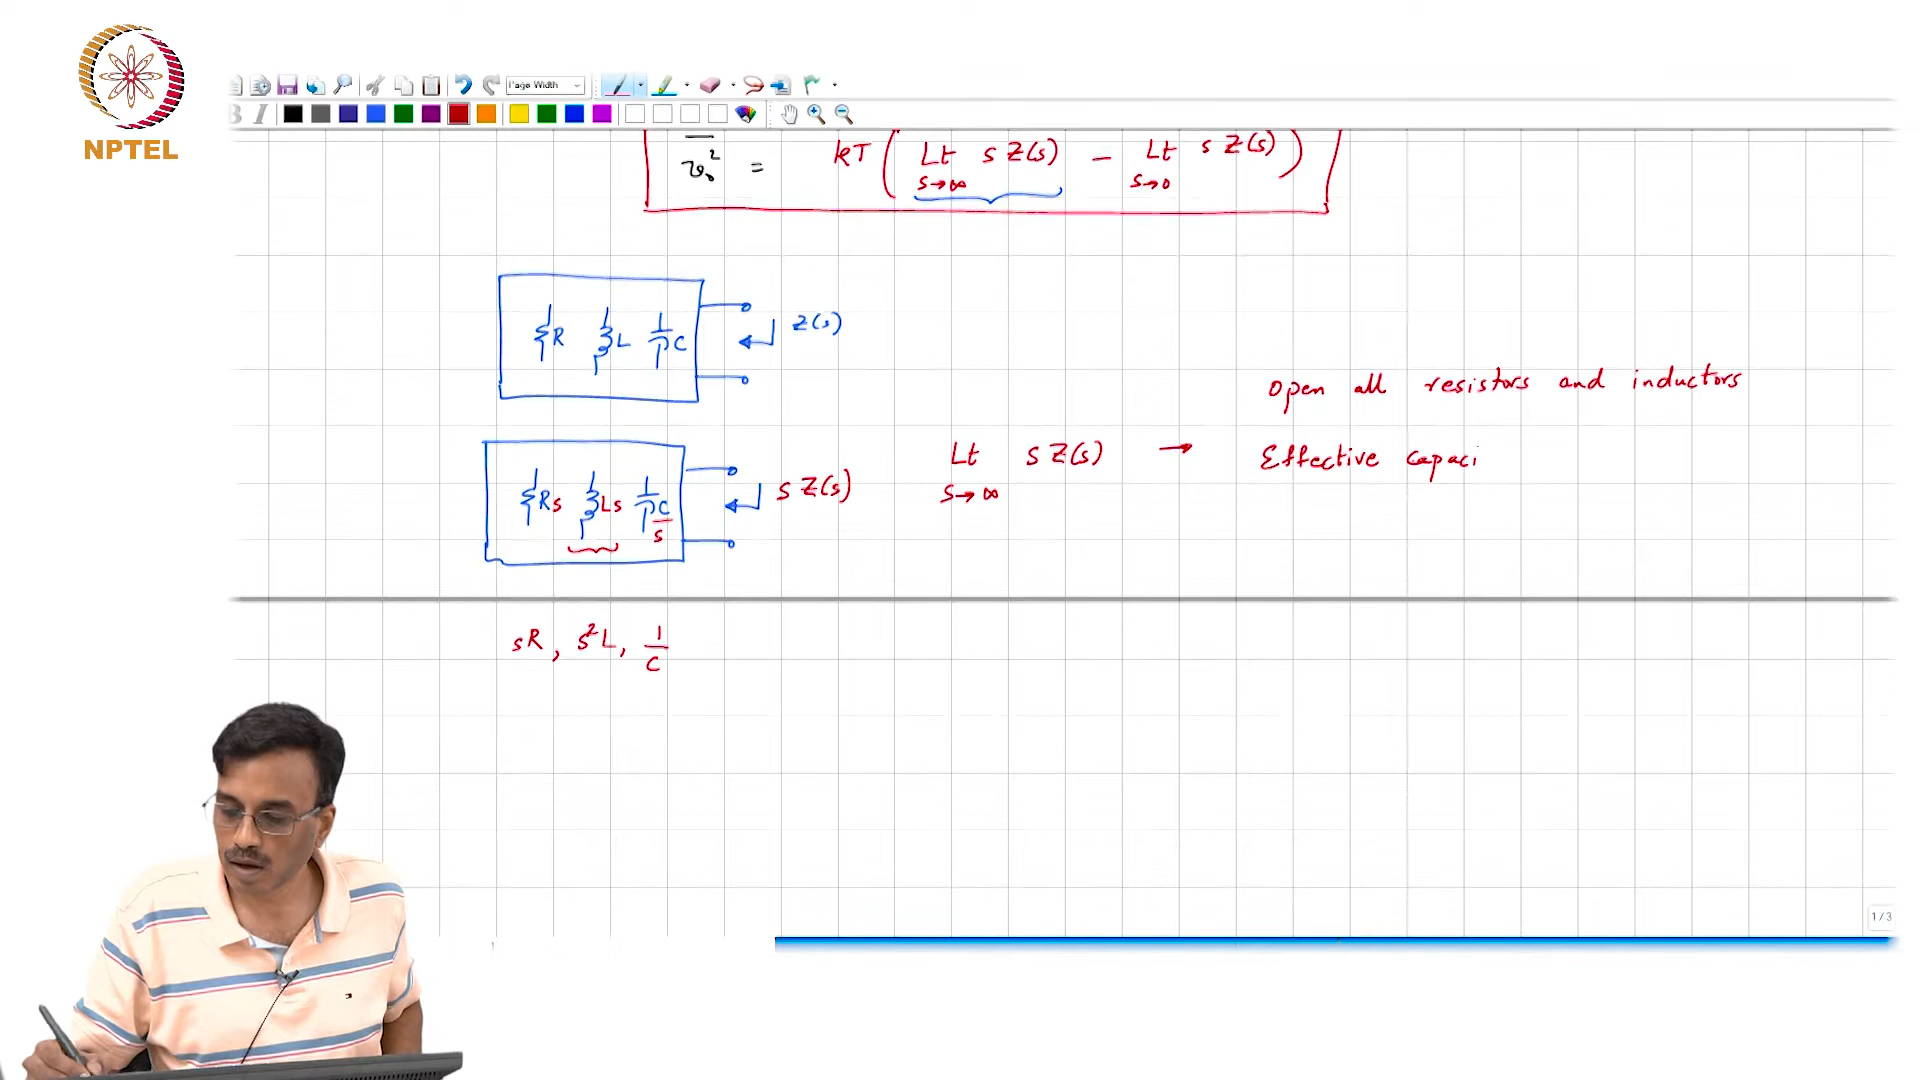 NPTEL
Page Width
B I
v₀² = kT ( Lt s→∞ s Z(s) − Lt s→0 s Z(s) )
R L C Z(s)
Open all resistors and inductors
Lt s→∞ s Z(s) → Effective capaci
Rs Ls C/s s Z(s)
sR, s²L, 1/C
1/3